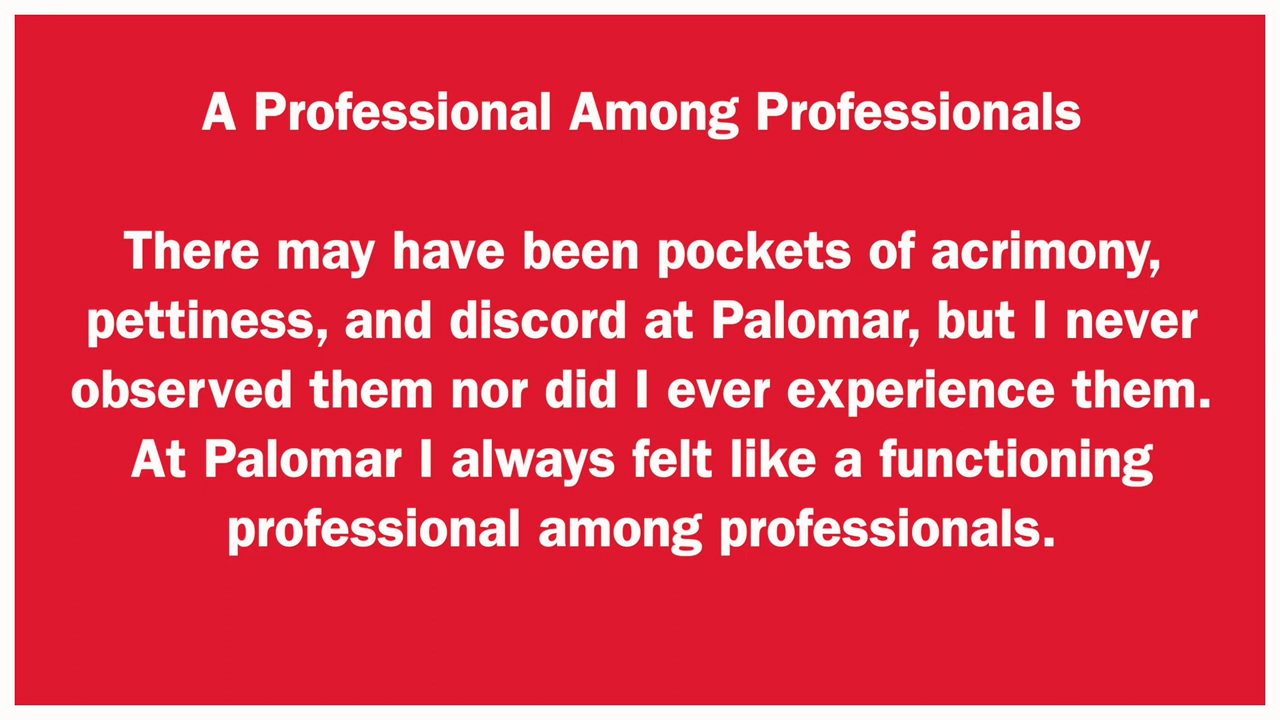 A Professional Among Professionals
There may have been pockets of acrimony,
pettiness, and discord at Palomar, but I never
observed them nor did I ever experience them.
At Palomar I always felt like a functioning
professional among professionals.